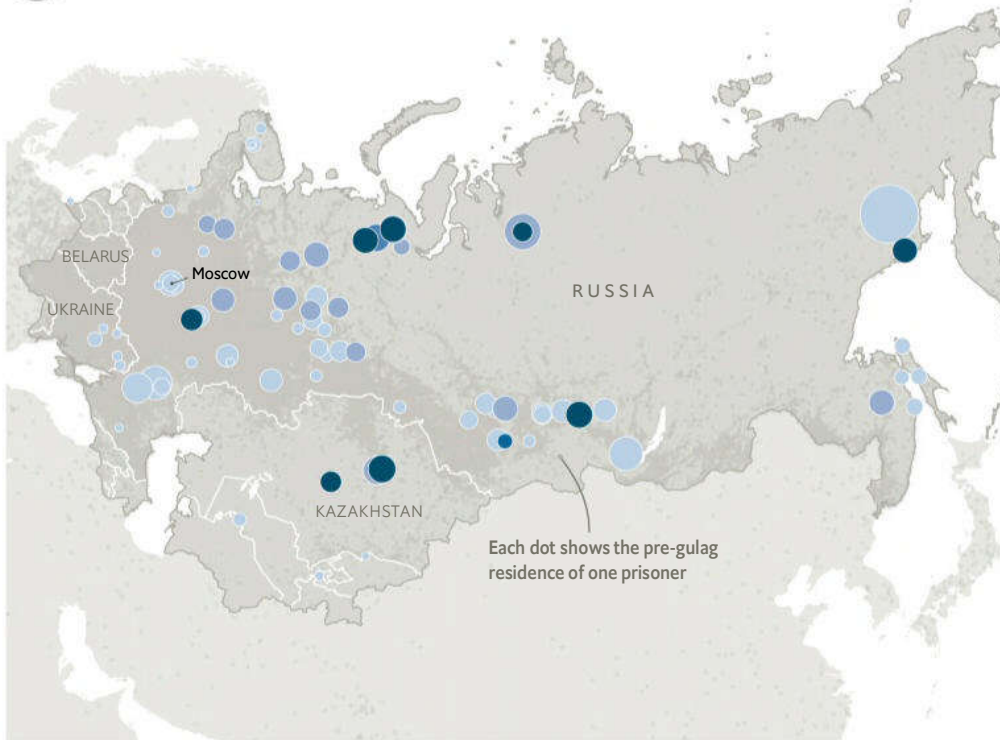 BELARUS
Moscow
RUSSIA
UKRAINE
KAZAKHSTAN
Each dot shows the pre-gulag
residence of one prisoner